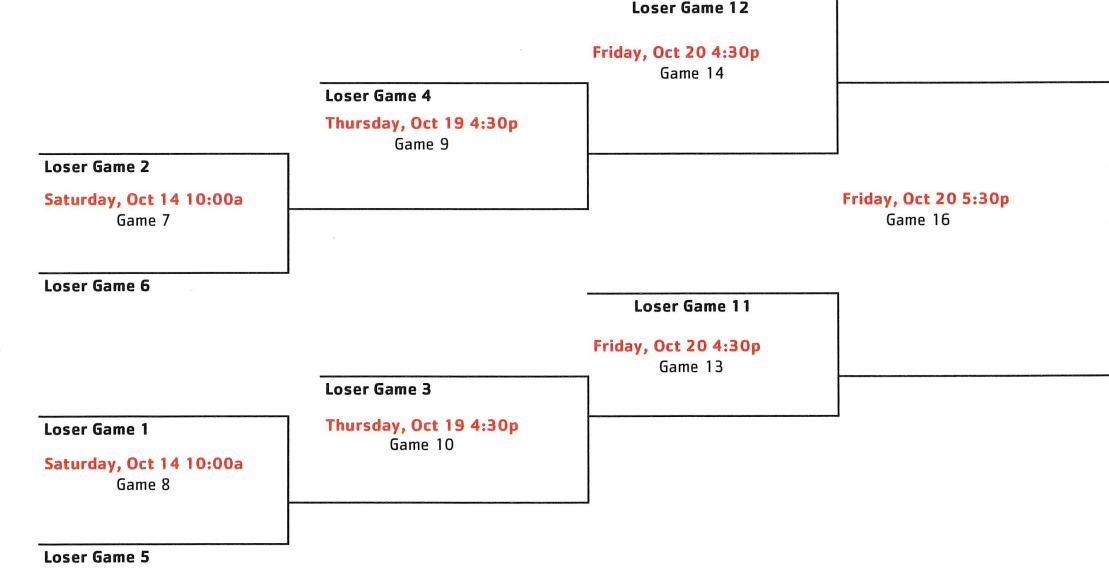 Loser Game 12
Friday, Oct 20 4:30p
Game 14
Loser Game 4
Thursday, Oct 19 4:30p
Game 9
Loser Game 2
Saturday, Oct 14 10:00a
Game 7
Friday, Oct 20 5:30p
Game 16
Loser Game 6
Loser Game 11
Friday, Oct 20 4:30p
Game 13
Loser Game 3
Thursday, Oct 19 4:30p
Game 10
Loser Game 1
Saturday, Oct 14 10:00a
Game 8
Loser Game 5